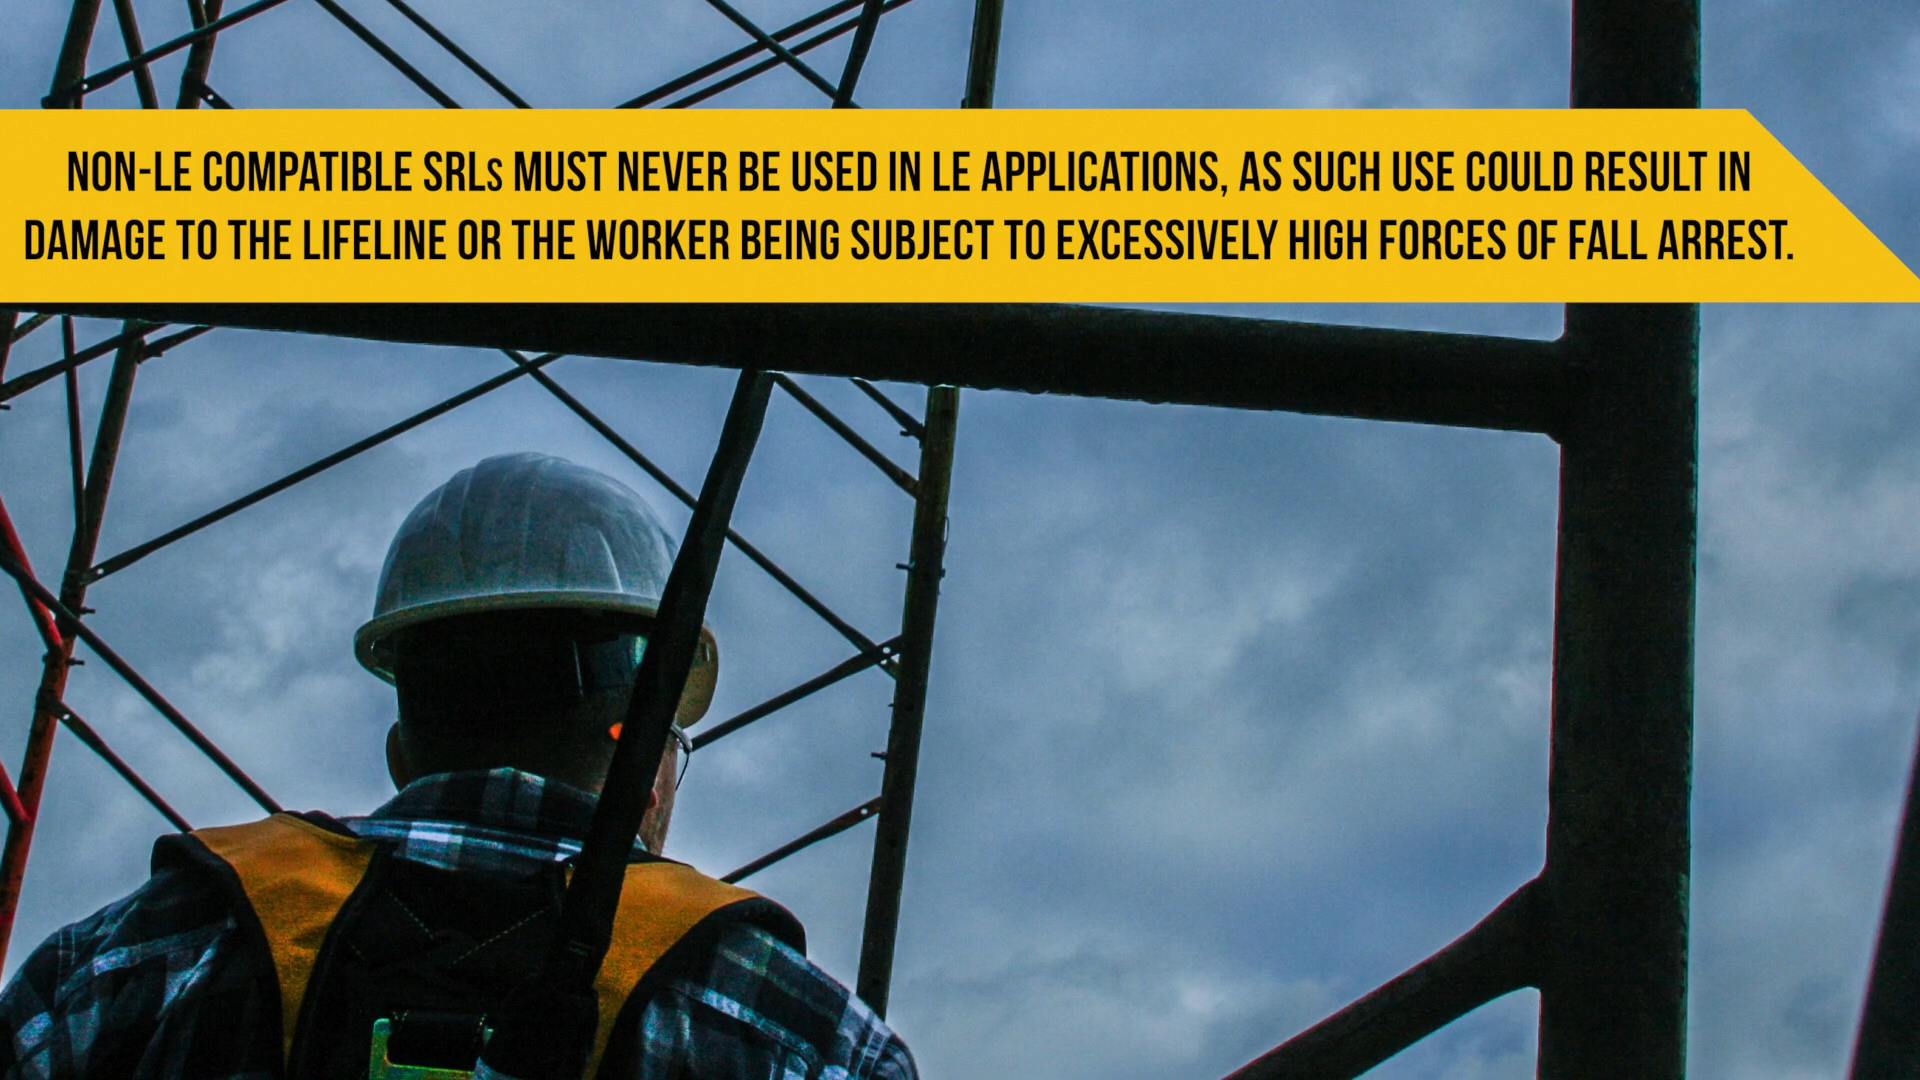 NON-LE COMPATIBLE SRLs MUST NEVER BE USED IN LE APPLICATIONS, AS SUCH USE COULD RESULT IN
DAMAGE TO THE LIFELINE OR THE WORKER BEING SUBJECT TO EXCESSIVELY HIGH FORCES OF FALL ARREST.